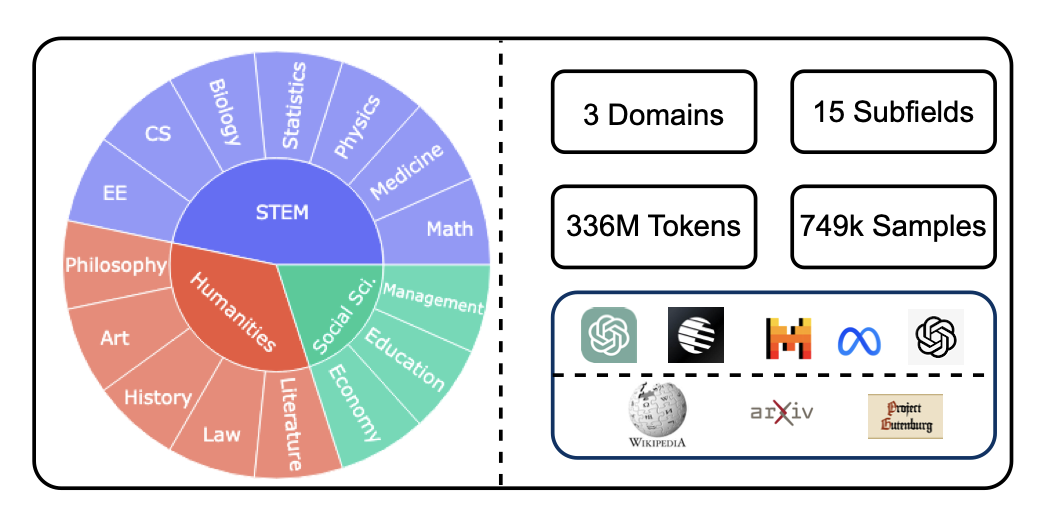 STEM
Humanities
Social Sci.
EE
CS
Biology
Statistics
Physics
Medicine
Math
Philosophy
Art
History
Law
Literature
Economy
Education
Management
3 Domains
15 Subfields
336M Tokens
749k Samples
WIKIPEDIA
arXiv
Project
Gutenburg